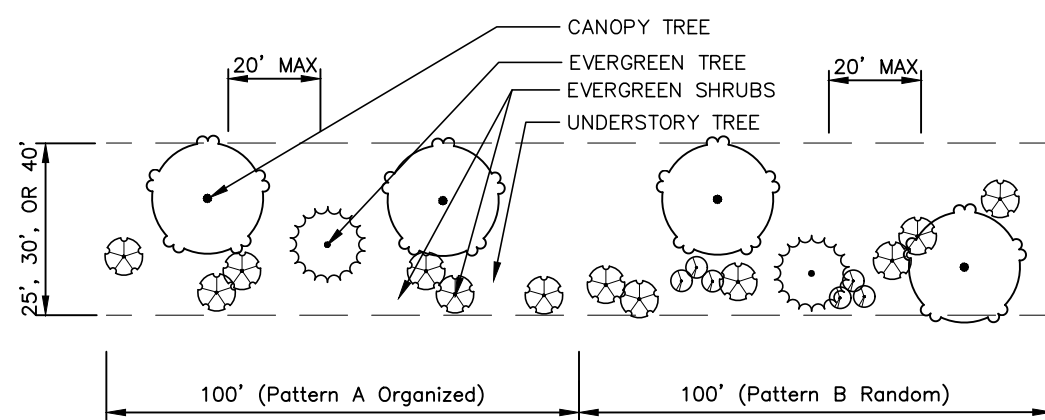 CANOPY TREE
20' MAX
EVERGREEN TREE
20' MAX
EVERGREEN SHRUBS
UNDERSTORY TREE
25', 30', OR 40'
100' (Pattern A Organized)
100' (Pattern B Random)